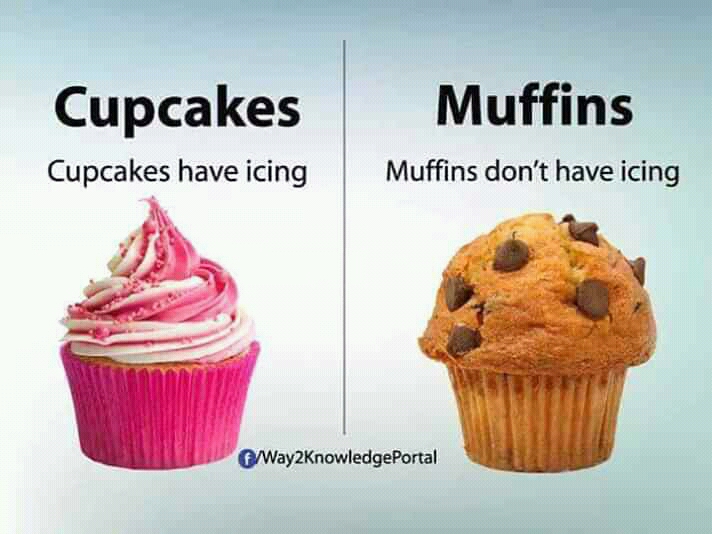 Cupcakes
Cupcakes have icing
Muffins
Muffins don't have icing
f/Way2KnowledgePortal